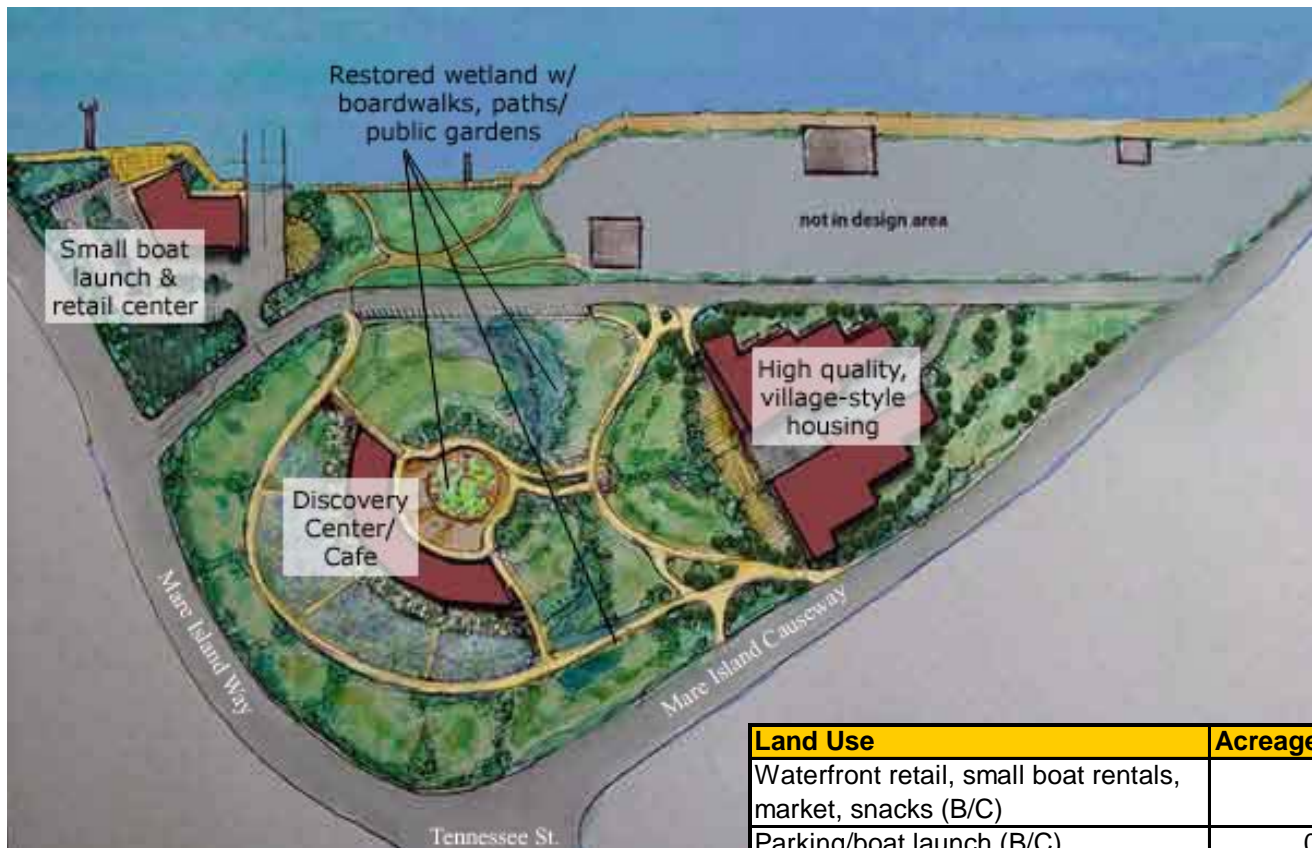 Restored wetland w/
boardwalks, paths/
public gardens
not in design area
Small boat
launch &
retail center
High quality,
village-style
housing
Discovery
Center/
Cafe
Mare Island Way
Mare Island Causeway
Tennessee St.
Land Use Acreage
Waterfront retail, small boat rentals,
market, snacks (B/C)
Parking/boat launch (B/C)